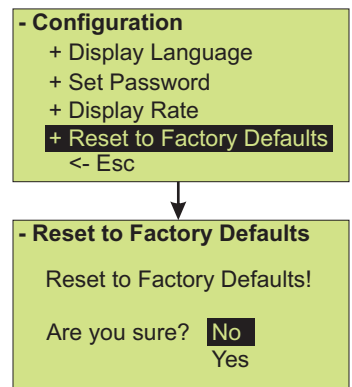 - Configuration
+ Display Language
+ Set Password
+ Display Rate
+ Reset to Factory Defaults
<- Esc
- Reset to Factory Defaults
Reset to Factory Defaults!
Are you sure? No
Yes